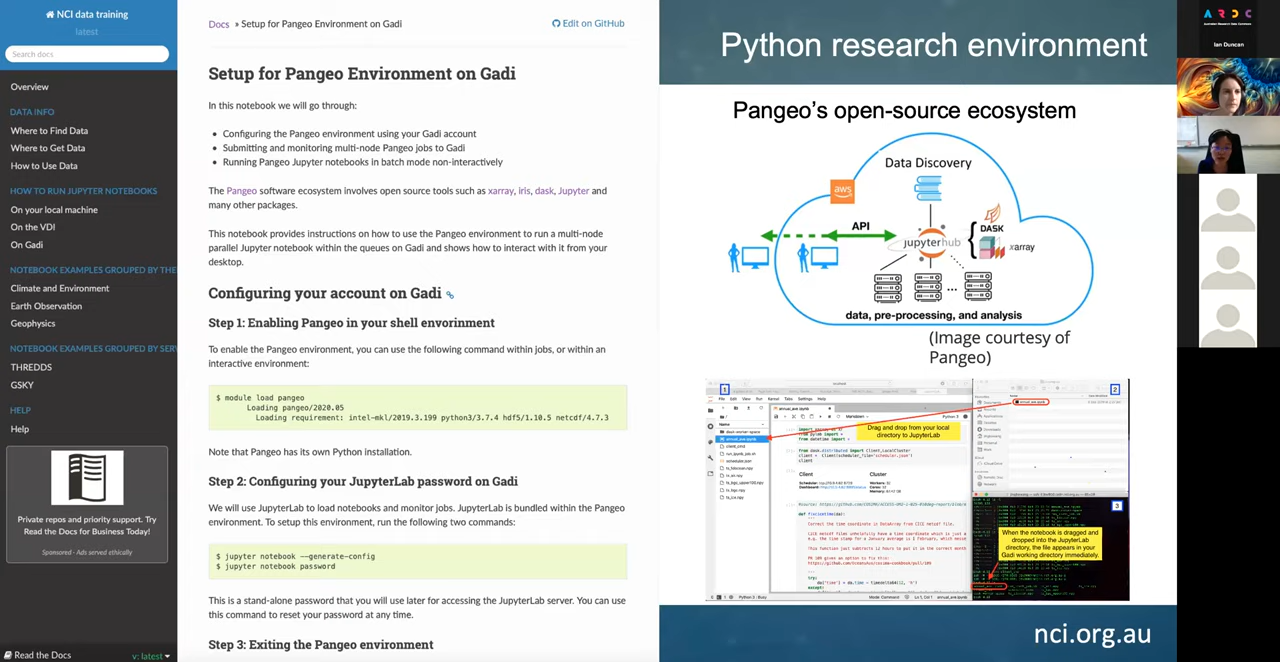 NCI data training
latest
Search docs
Overview
DATA INFO
Where to Find Data
Where to Get Data
How to Use Data
HOW TO RUN JUPYTER NOTEBOOKS
On your local machine
On the VDI
On Gadi
NOTEBOOK EXAMPLES GROUPED BY THE
Climate and Environment
Earth Observation
Geophysics
NOTEBOOK EXAMPLES GROUPED BY SERV
THREDDS
GSKY
HELP
Help
Private repos and priority support. Try
Read the Docs for Business Today!
Sponsored · Ads served ethically
Read the Docs
v: latest
Docs » Setup for Pangeo Environment on Gadi
Edit on GitHub
Setup for Pangeo Environment on Gadi
In this notebook we will go through:
Configuring the Pangeo environment using your Gadi account
Submitting and monitoring multi-node Pangeo jobs to Gadi
Running Pangeo Jupyter notebooks in batch mode non-interactively
The Pangeo software ecosystem involves open source tools such as xarray, iris, dask, Jupyter and
many other packages.
This notebook provides instructions on how to use the Pangeo environment to run a multi-node
parallel Jupyter notebook within the queues on Gadi and shows how to interact with it from your
desktop.
Configuring your account on Gadi
Step 1: Enabling Pangeo in your shell envorinment
To enable the Pangeo environment, you can use the following command within jobs, or within an
interactive environment:
$ module load pangeo
Loading pangeo/2020.05
Loading requirement: intel-mkl/2019.3.199 python3/3.7.4 hdf5/1.10.5 netcdf/4.7.3
Note that Pangeo has its own Python installation.
Step 2: Configuring your JupyterLab password on Gadi
We will use JupyterLab to load notebooks and monitor jobs. JupyterLab is bundled within the Pangeo
environment. To setup the environment, run the following two commands:
$ jupyter notebook --generate-config
$ jupyter notebook password
This is a stand alone password you will use later for accessing the JupyterLab server. You can use
this command to reset your password at any time.
Step 3: Exiting the Pangeo environment
Python research environment
Pangeo's open-source ecosystem
Data Discovery
aws
API
jupyterhub
DASK
xarray
data, pre-processing, and analysis
(Image courtesy of
Pangeo)
1
2
3
Drag and drop from your local
directory to JupyterLab
Client
Cluster
When the notebook is dragged and
dropped into the JupyterLab
directory, the file appears in your
Gadi working directory immediately.
nci.org.au
ARDC
Ian Duncan